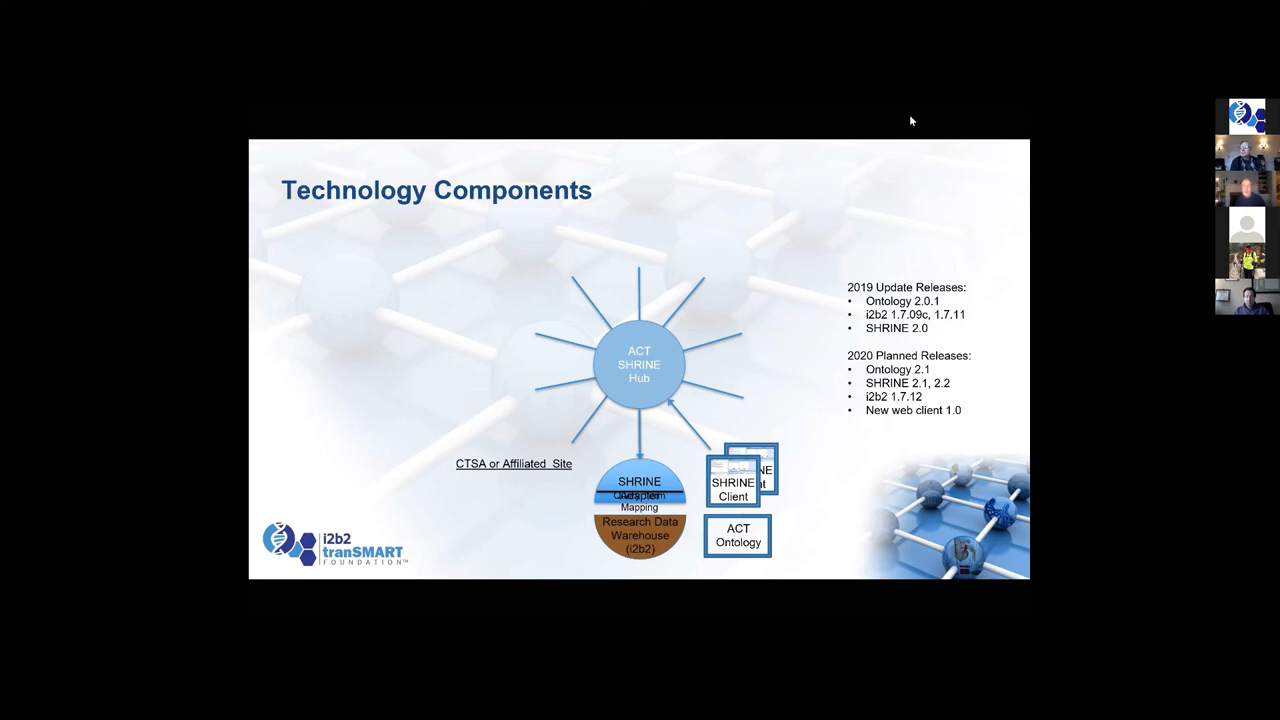 Technology Components
ACT
SHRINE
Hub
2019 Update Releases:
• Ontology 2.0.1
• i2b2 1.7.09c, 1.7.11
• SHRINE 2.0
2020 Planned Releases:
• Ontology 2.1
• SHRINE 2.1, 2.2
• i2b2 1.7.12
• New web client 1.0
CTSA or Affiliated Site
SHRINE
Mapping
Research Data
Warehouse
(i2b2)
SHRINE
Client
ACT
Ontology
i2b2
tranSMART
FOUNDATION™